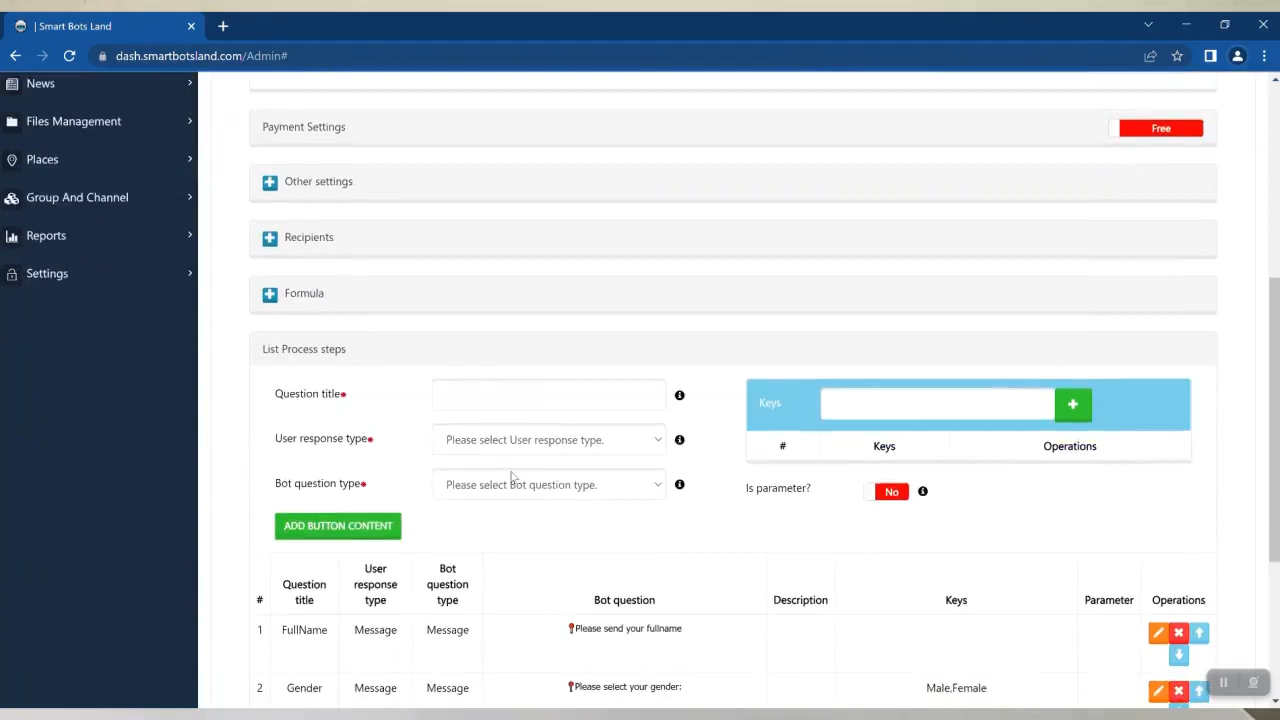 | Smart Bots Land
dash.smartbotsland.com/Admin#
News
Files Management
Places
Group And Channel
Reports
Settings
Payment Settings
Free
Other settings
Recipients
Formula
List Process steps
Question title*
User response type*
Please select User response type.
Bot question type*
Please select Bot question type.
Keys
# Keys Operations
Is parameter?
No
ADD BUTTON CONTENT
# Question title User response type Bot question type Bot question Description Keys Parameter Operations
1 FullName Message Message Please send your fullname
2 Gender Message Message Please select your gender: Male,Female